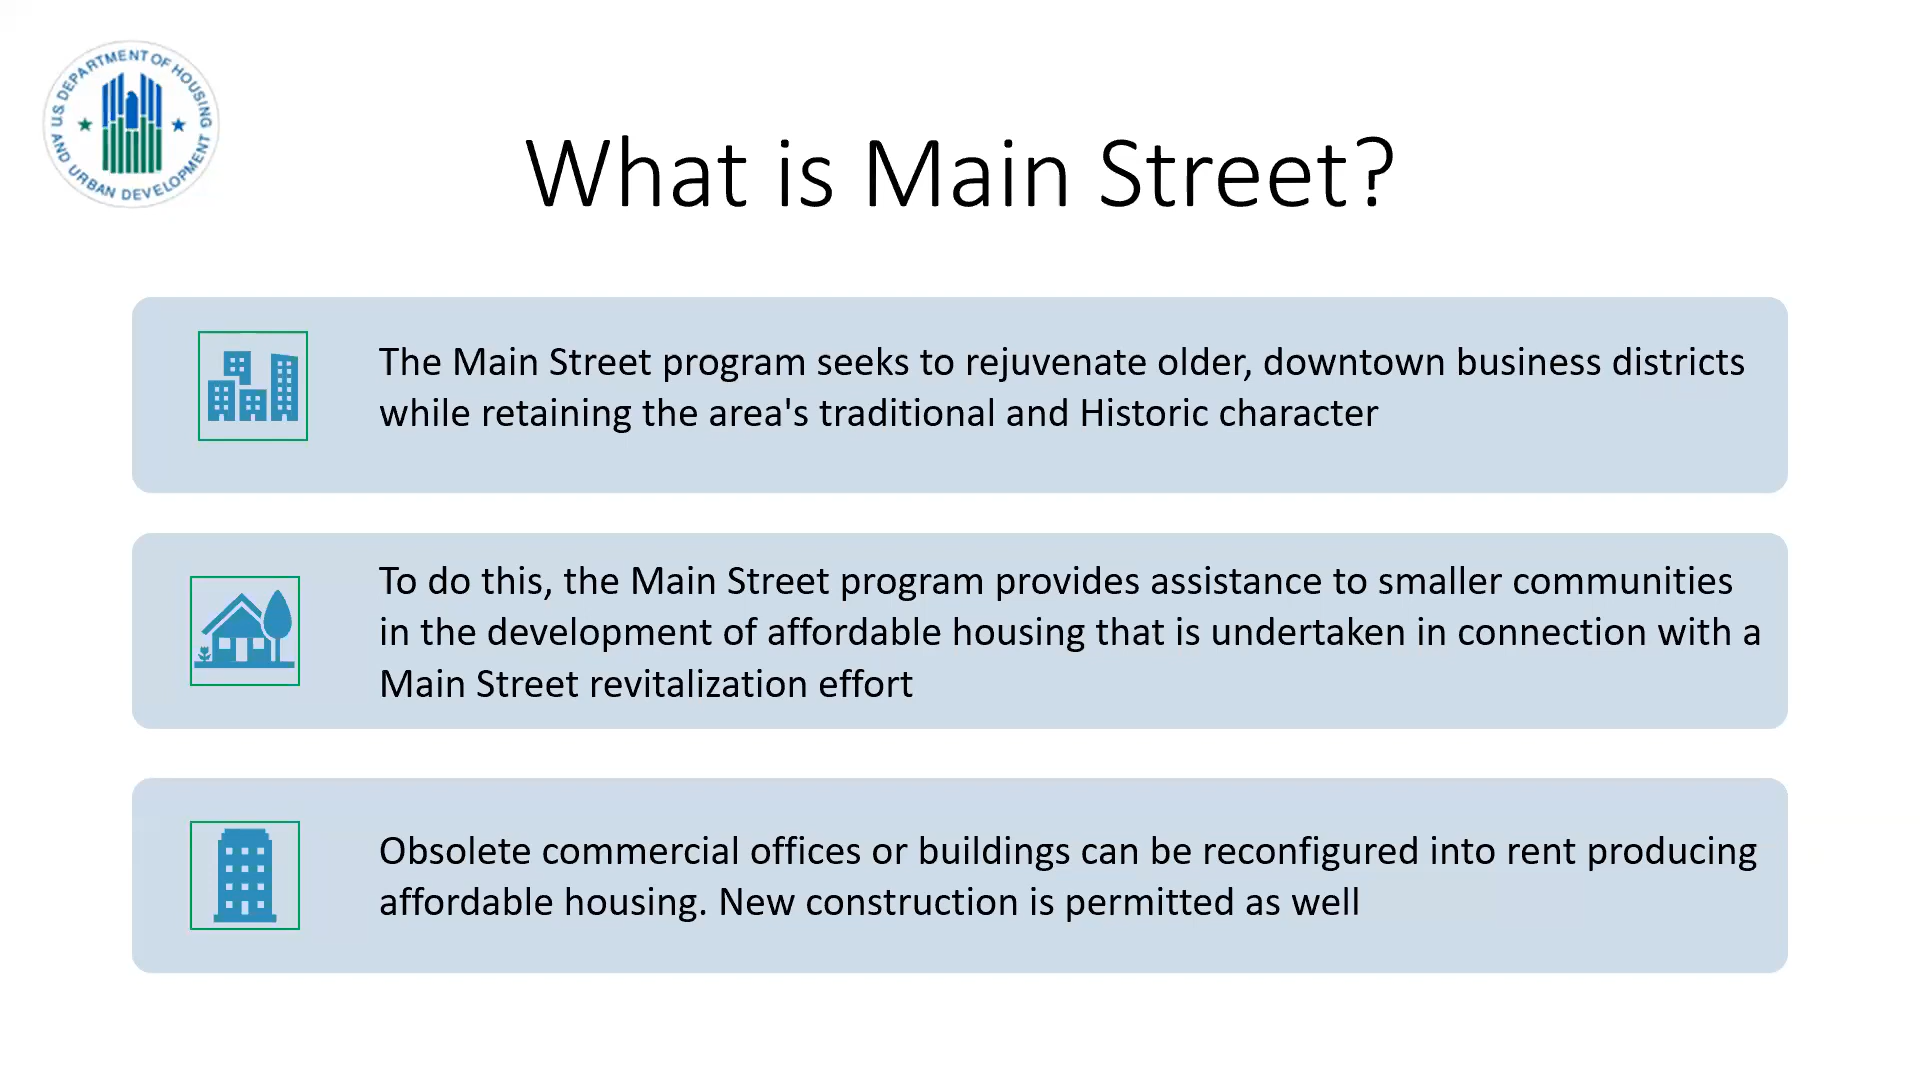 U.S. DEPARTMENT OF HOUSING AND URBAN DEVELOPMENT
What is Main Street?
The Main Street program seeks to rejuvenate older, downtown business districts
while retaining the area's traditional and Historic character
To do this, the Main Street program provides assistance to smaller communities
in the development of affordable housing that is undertaken in connection with a
Main Street revitalization effort
Obsolete commercial offices or buildings can be reconfigured into rent producing
affordable housing. New construction is permitted as well